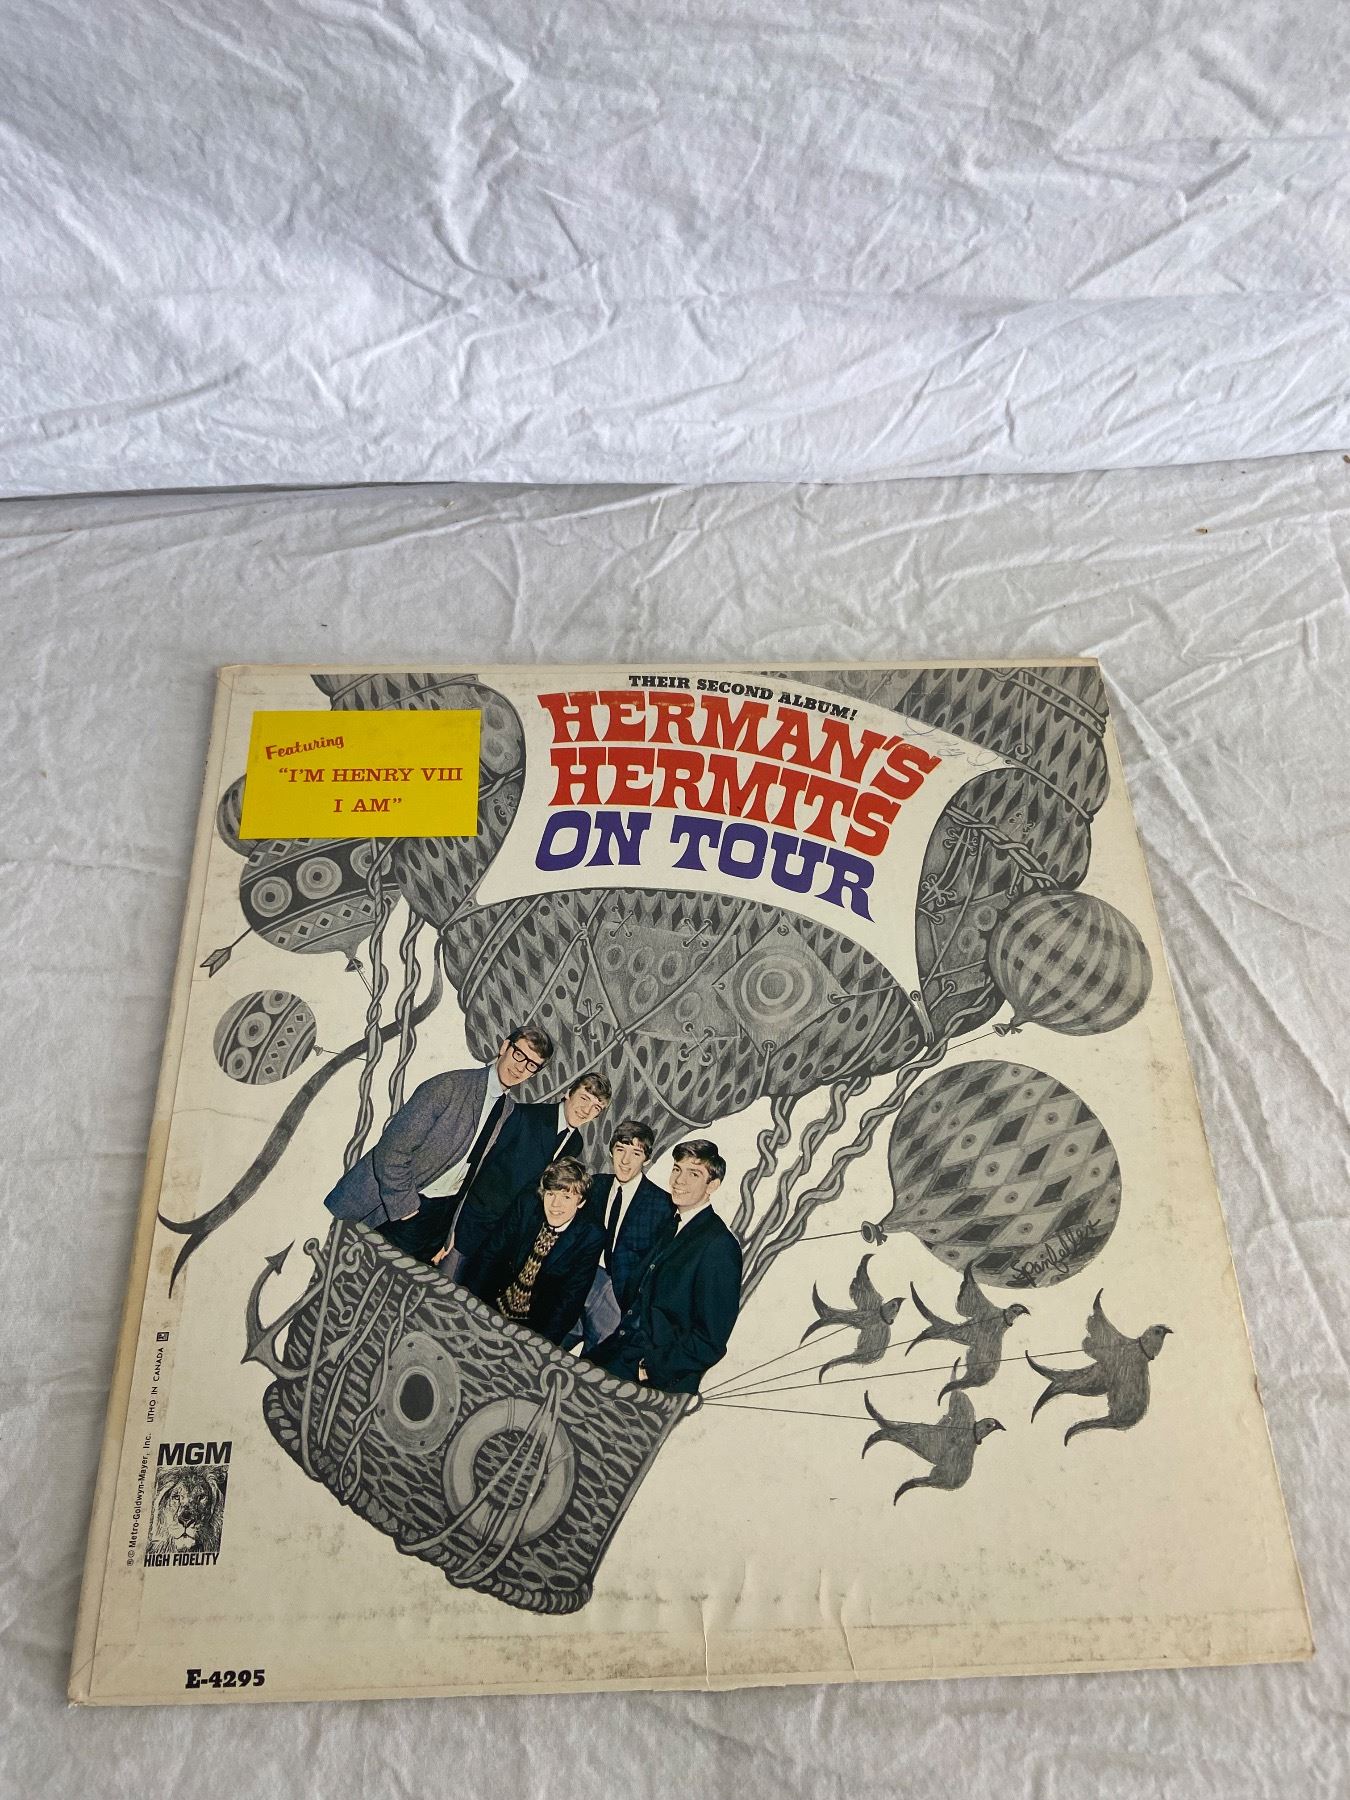 THEIR SECOND ALBUM!
HERMAN'S
HERMITS
ON TOUR
Featuring
"I'M HENRY VIII
I AM"
Spainfeller
℗© Metro-Goldwyn-Mayer, Inc. LITHO IN CANADA
MGM
HIGH FIDELITY
E-4295